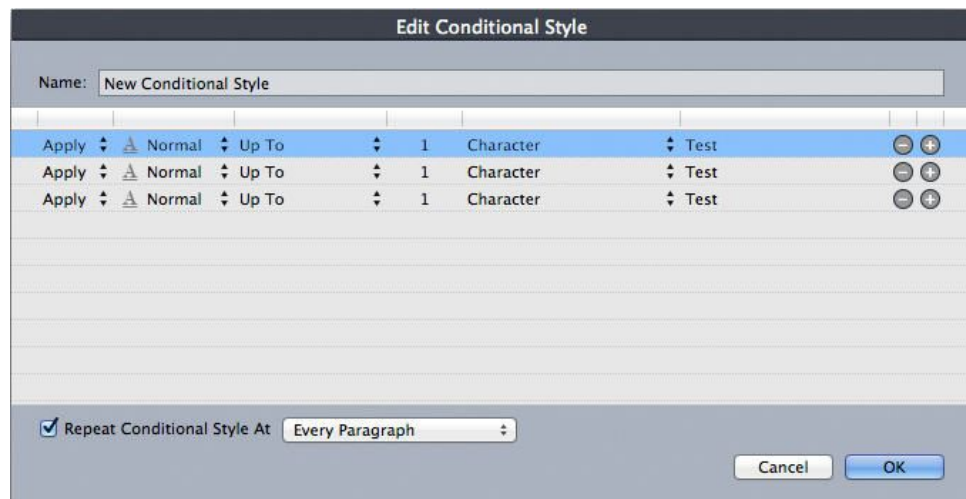 Edit Conditional Style
Name: New Conditional Style
Apply A Normal Up To 1 Character Test
Apply A Normal Up To 1 Character Test
Apply A Normal Up To 1 Character Test
Repeat Conditional Style At Every Paragraph
Cancel OK